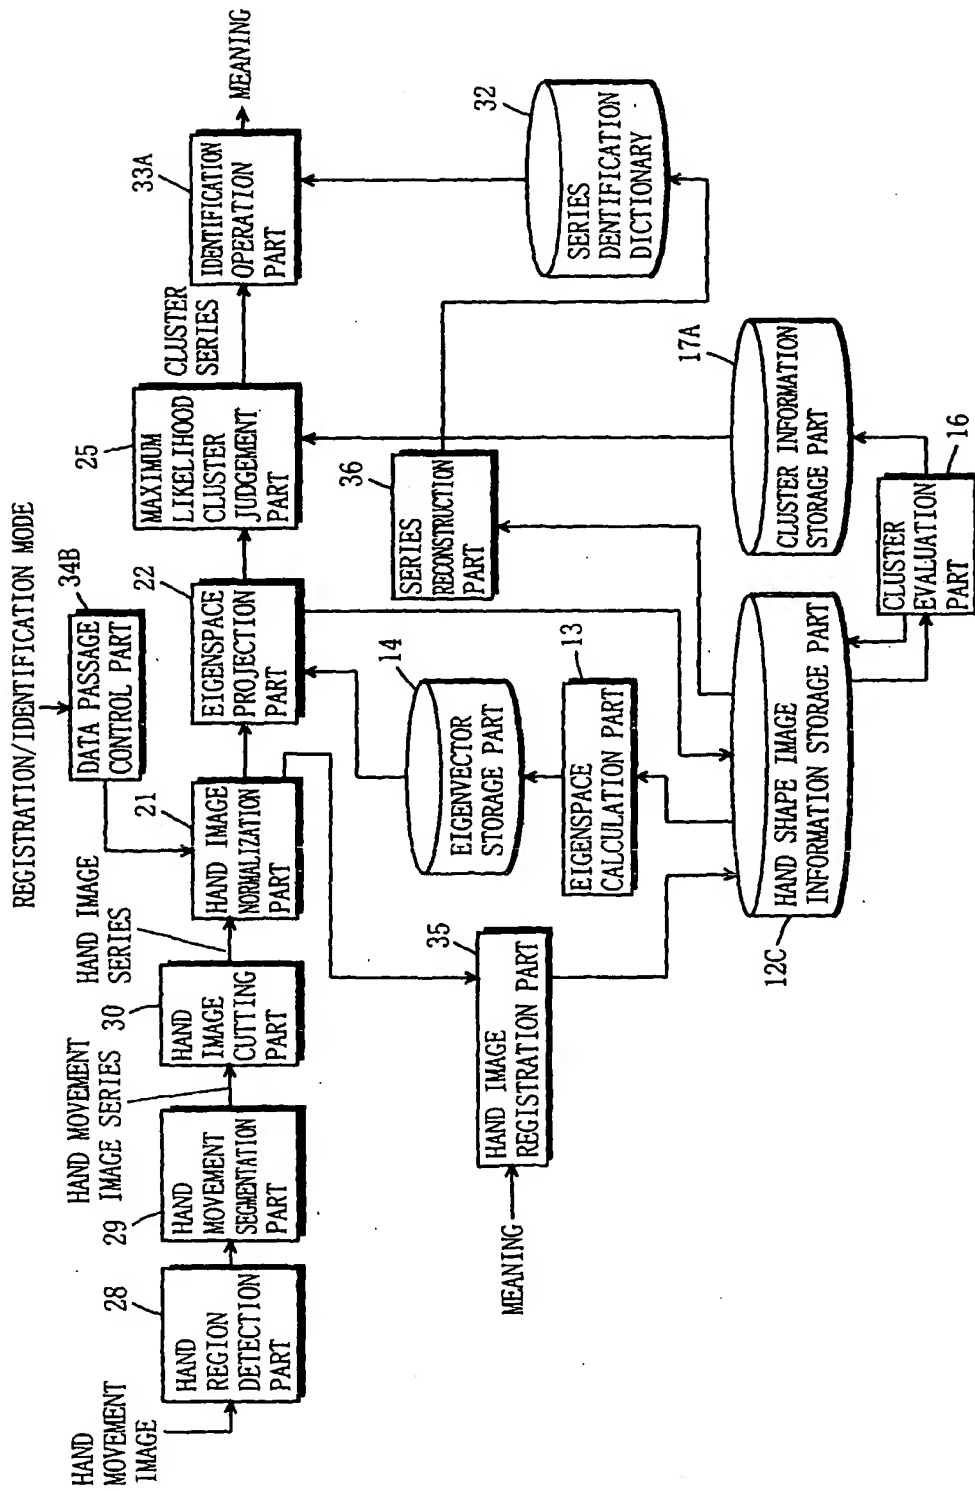 REGISTRATION/IDENTIFICATION MODE
34B
DATA PASSAGE
CONTROL PART
HAND
MOVEMENT
IMAGE
28
HAND
REGION
DETECTION
PART
29
HAND
MOVEMENT
SEGMENTATION
PART
HAND MOVEMENT
IMAGE SERIES
30
HAND
IMAGE
CUTTING
PART
HAND IMAGE
SERIES
21
HAND IMAGE
NORMALIZATION
PART
22
EIGENSPACE
PROJECTION
PART
25
MAXIMUM
LIKELIHOOD
CLUSTER
JUDGEMENT
PART
CLUSTER
SERIES
33A
IDENTIFICATION
OPERATION
PART
MEANING
MEANING
35
HAND IMAGE
REGISTRATION PART
14
EIGENVECTOR
STORAGE PART
13
EIGENSPACE
CALCULATION PART
36
SERIES
RECONSTRUCTION
PART
32
SERIES
DENTIFICATION
DICTIONARY
12C
HAND SHAPE IMAGE
INFORMATION STORAGE PART
17A
CLUSTER INFORMATION
STORAGE PART
16
CLUSTER
EVALUATION
PART